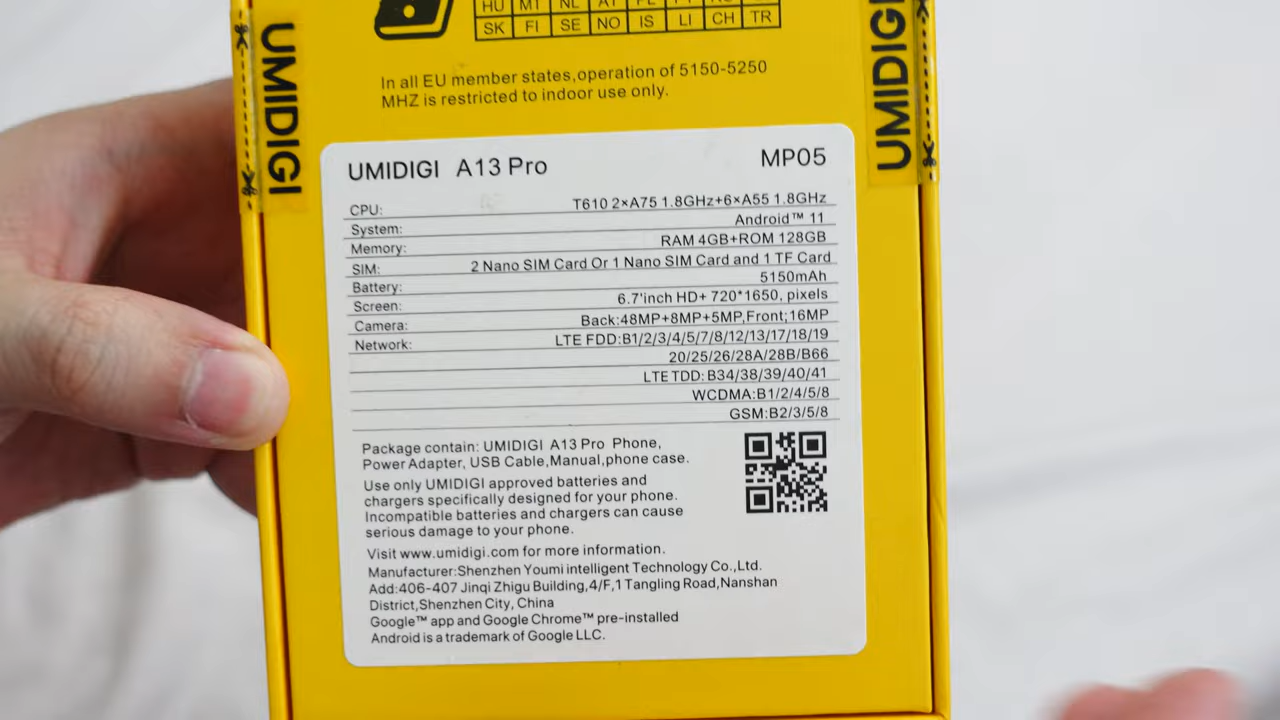 HU MT NL AT PL PT
SK FI SE NO IS LI CH TR
In all EU member states,operation of 5150-5250
MHZ is restricted to indoor use only.
UMIDIGI
UMIDIGI
UMIDIGI A13 Pro MP05
CPU: T610 2×A75 1.8GHz+6×A55 1.8GHz
System: Android™ 11
Memory: RAM 4GB+ROM 128GB
SIM: 2 Nano SIM Card Or 1 Nano SIM Card and 1 TF Card
Battery: 5150mAh
Screen: 6.7'inch HD+ 720*1650, pixels
Camera: Back:48MP+8MP+5MP,Front;16MP
Network: LTE FDD:B1/2/3/4/5/7/8/12/13/17/18/19
20/25/26/28A/28B/B66
LTE TDD: B34/38/39/40/41
WCDMA:B1/2/4/5/8
GSM:B2/3/5/8
Package contain: UMIDIGI A13 Pro Phone,
Power Adapter, USB Cable,Manual,phone case.
Use only UMIDIGI approved batteries and
chargers specifically designed for your phone.
Incompatible batteries and chargers can cause
serious damage to your phone.
Visit www.umidigi.com for more information.
Manufacturer:Shenzhen Youmi intelligent Technology Co.,Ltd.
Add:406-407 Jinqi Zhigu Building,4/F,1 Tangling Road,Nanshan
District,Shenzhen City, China
Google™ app and Google Chrome™ pre-installed
Android is a trademark of Google LLC.